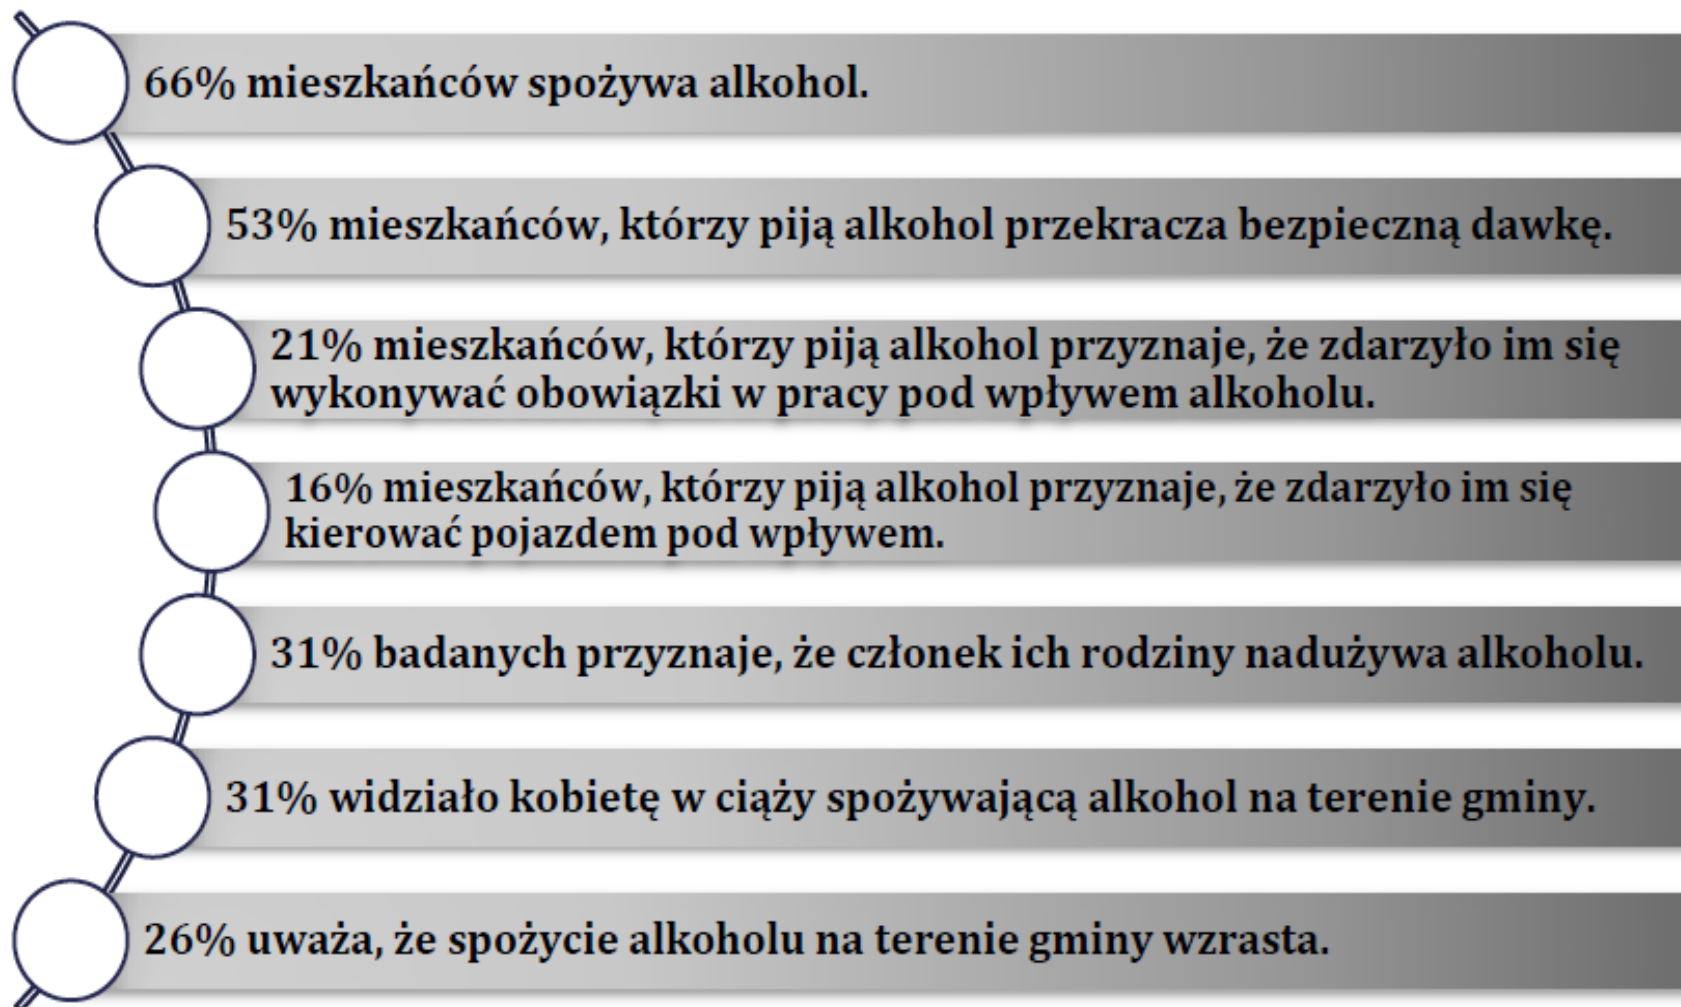 66% mieszkańców spożywa alkohol.
53% mieszkańców, którzy piją alkohol przekracza bezpieczną dawkę.
21% mieszkańców, którzy piją alkohol przyznaje, że zdarzyło im się
wykonywać obowiązki w pracy pod wpływem alkoholu.
16% mieszkańców, którzy piją alkohol przyznaje, że zdarzyło im się
kierować pojazdem pod wpływem.
31% badanych przyznaje, że członek ich rodziny nadużywa alkoholu.
31% widziało kobietę w ciąży spożywającą alkohol na terenie gminy.
26% uważa, że spożycie alkoholu na terenie gminy wzrasta.